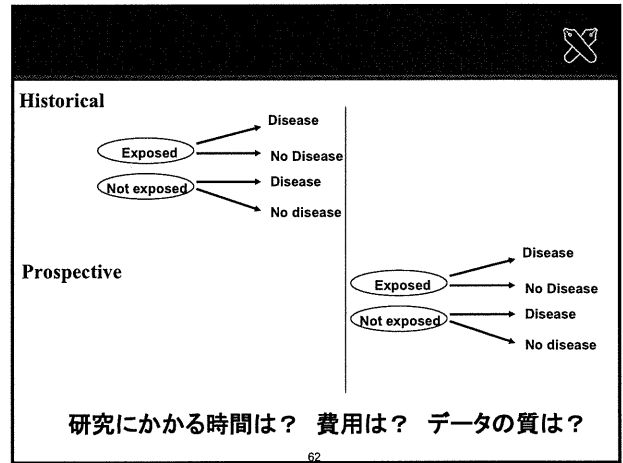 Historical
Disease
Exposed
No Disease
Not exposed
Disease
No disease
Prospective
Disease
Exposed
No Disease
Not exposed
Disease
No disease
研究にかかる時間は？ 費用は？ データの質は？
62